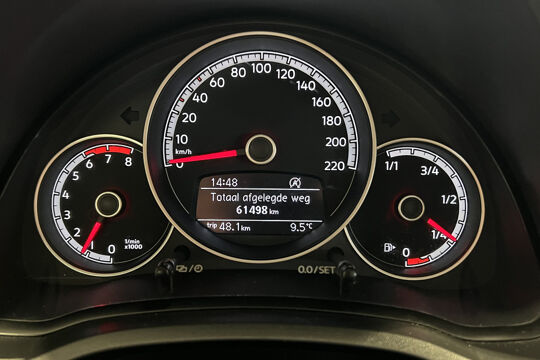 0 10 20 40 60 80 100 120 140 160 180 200 220
km/h
14:48
Totaal afgelegde weg
61498 km
trip 48.1 km 9.5°C
0 1 2 3 4 5 6 7 8
1/min
x1000
1/1 3/4 1/2 1/4 0
0.0/SET